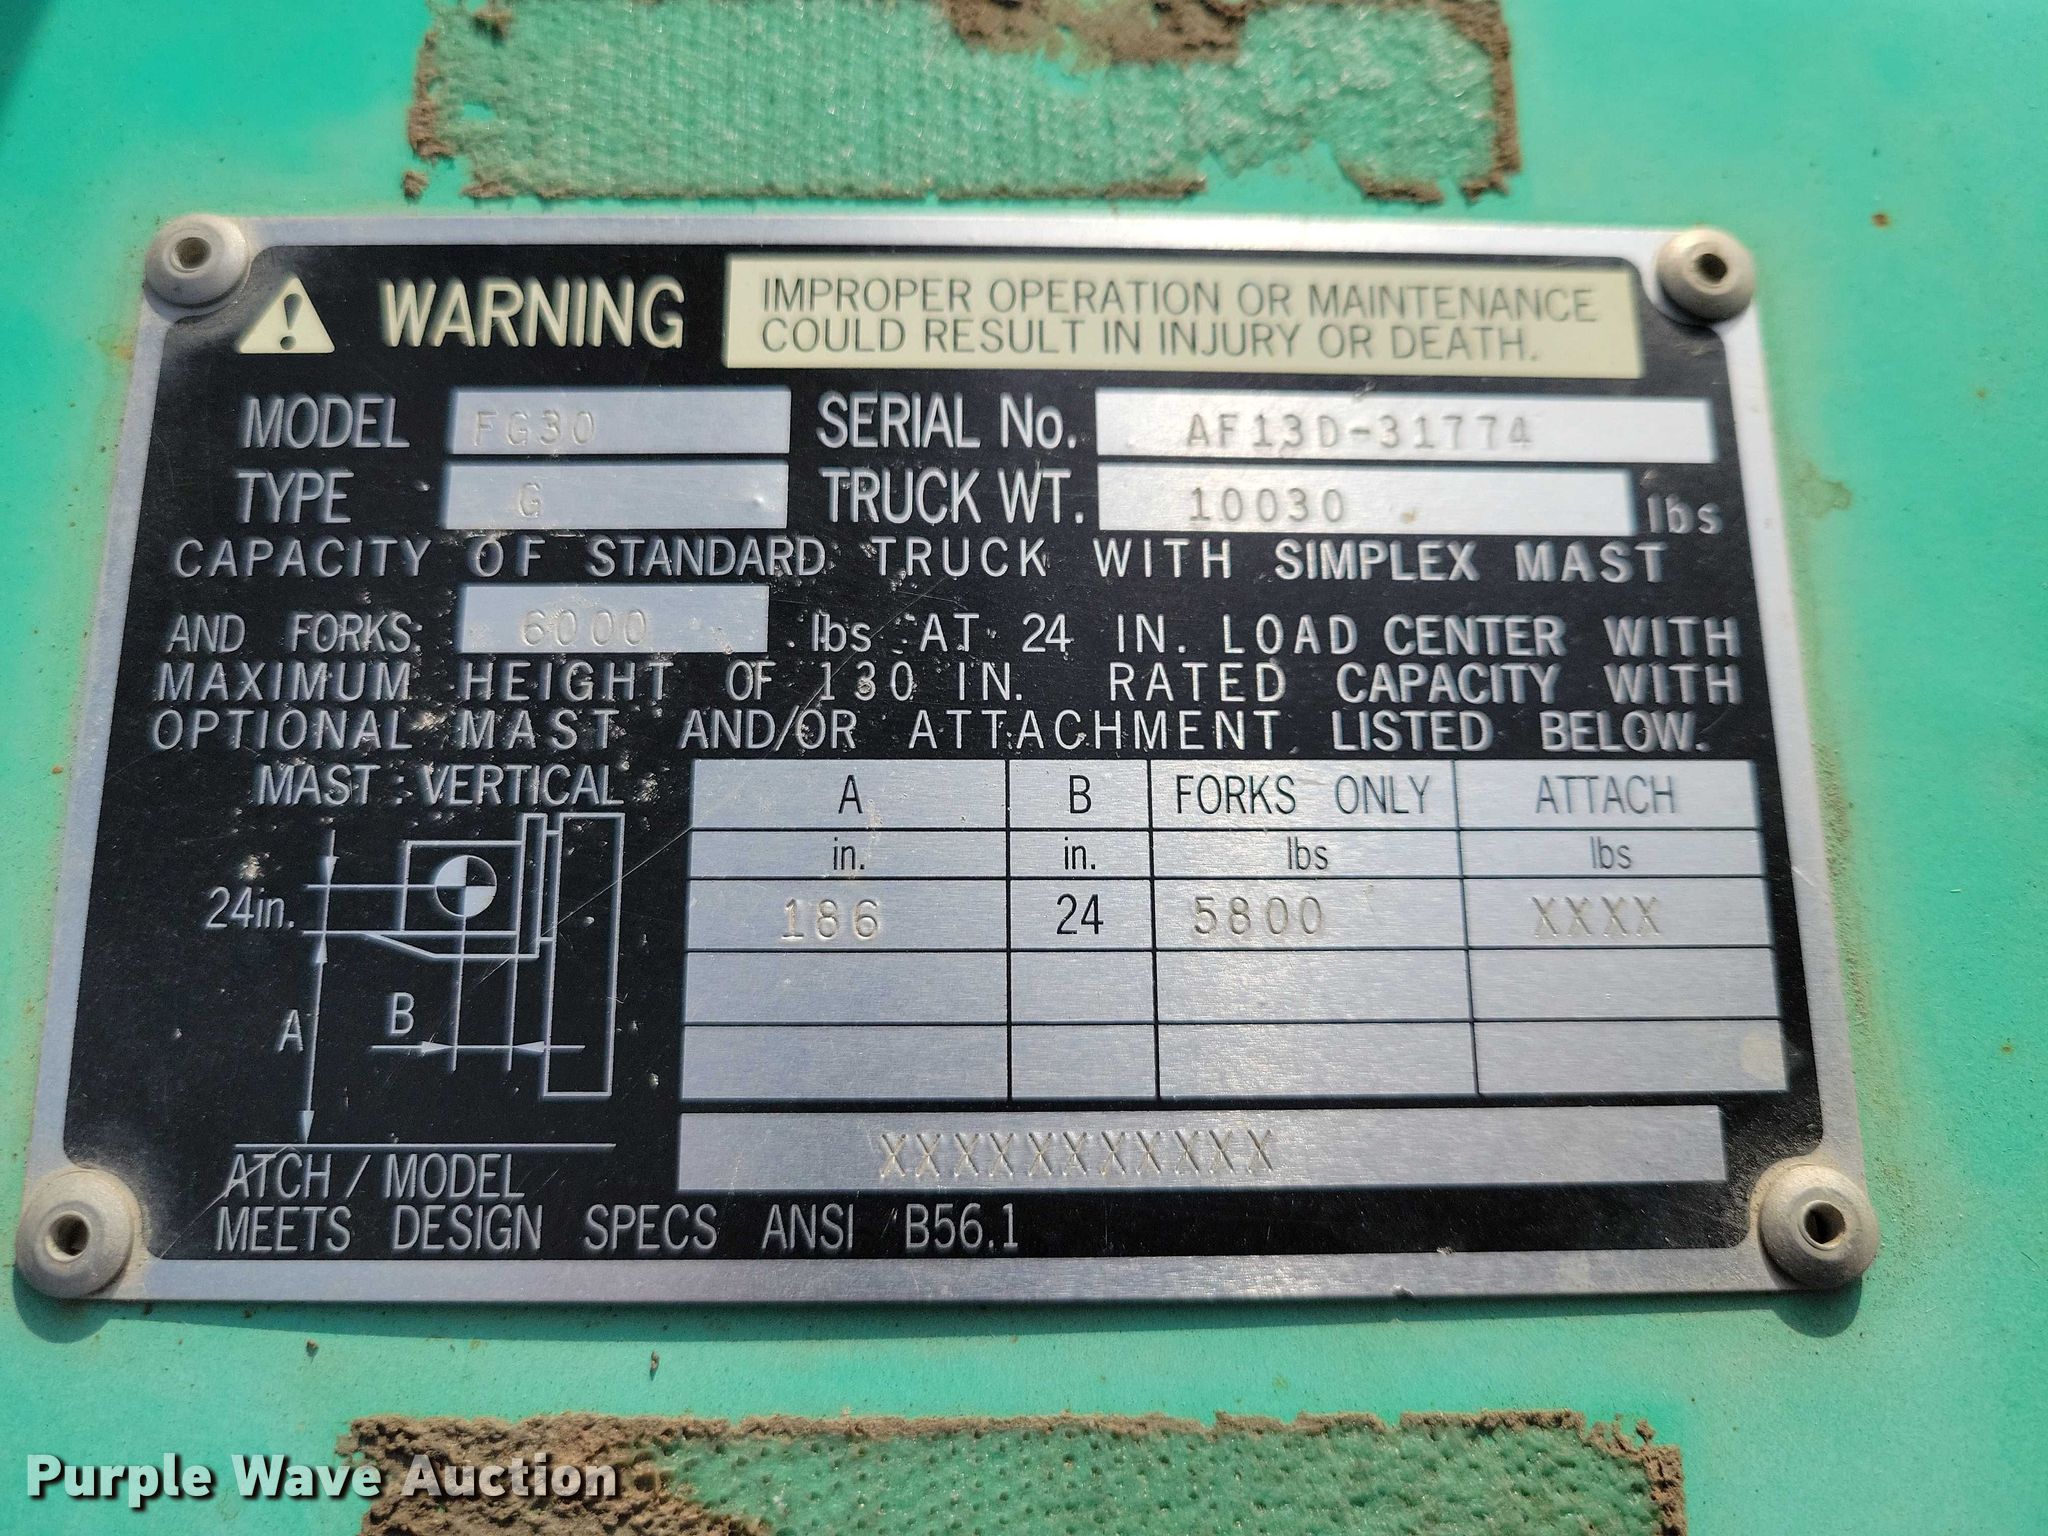 WARNING IMPROPER OPERATION OR MAINTENANCE
COULD RESULT IN INJURY OR DEATH.
MODEL FG30 SERIAL No. AF13D-31774
TYPE G TRUCK WT. 10030 lbs
CAPACITY OF STANDARD TRUCK WITH SIMPLEX MAST
AND FORKS 6000 lbs AT 24 IN. LOAD CENTER WITH
MAXIMUM HEIGHT OF 130 IN. RATED CAPACITY WITH
OPTIONAL MAST AND/OR ATTACHMENT LISTED BELOW.
MAST : VERTICAL
A B FORKS ONLY ATTACH
in. in. lbs lbs
186 24 5800 XXXX
24in.
A
B
ATCH / MODEL XXXXXXXXXXX
MEETS DESIGN SPECS ANSI B56.1
Purple Wave Auction